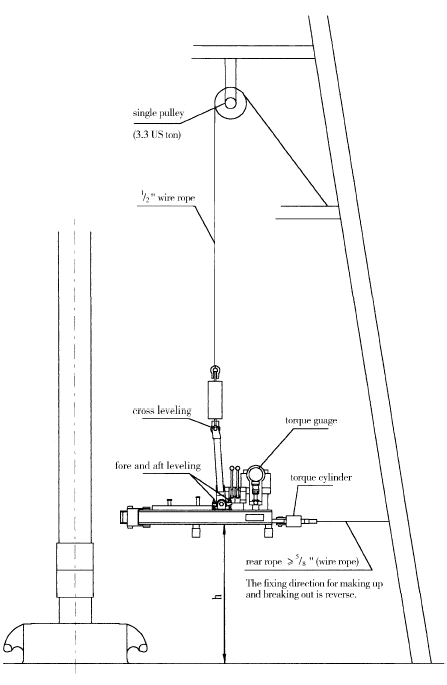 single pulley
(3.3 US ton)
1/2" wire rope
cross leveling
torque guage
fore and aft leveling
torque cylinder
rear rope ⩾ 5/8 " (wire rope)
The fixing direction for making up
and breaking out is reverse.
h